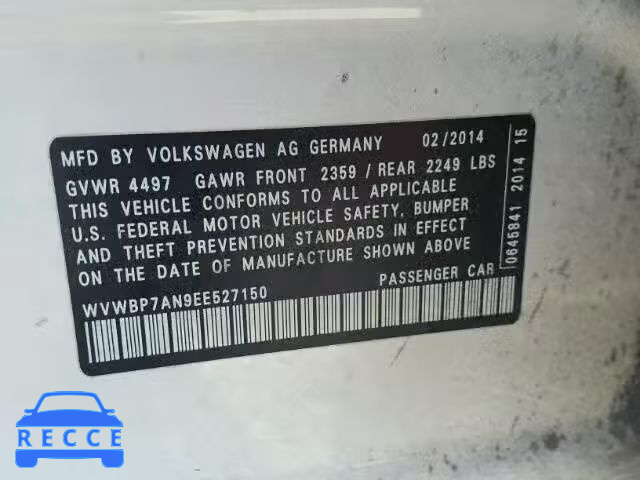 MFD BY VOLKSWAGEN AG GERMANY 02/2014
GVWR 4497 GAWR FRONT 2359 / REAR 2249 LBS
THIS VEHICLE CONFORMS TO ALL APPLICABLE
U.S. FEDERAL MOTOR VEHICLE SAFETY, BUMPER
AND THEFT PREVENTION STANDARDS IN EFFECT
ON THE DATE OF MANUFACTURE SHOWN ABOVE
WVWBP7AN9EE527150 PASSENGER CAR
0645841 2014 15
RECCE